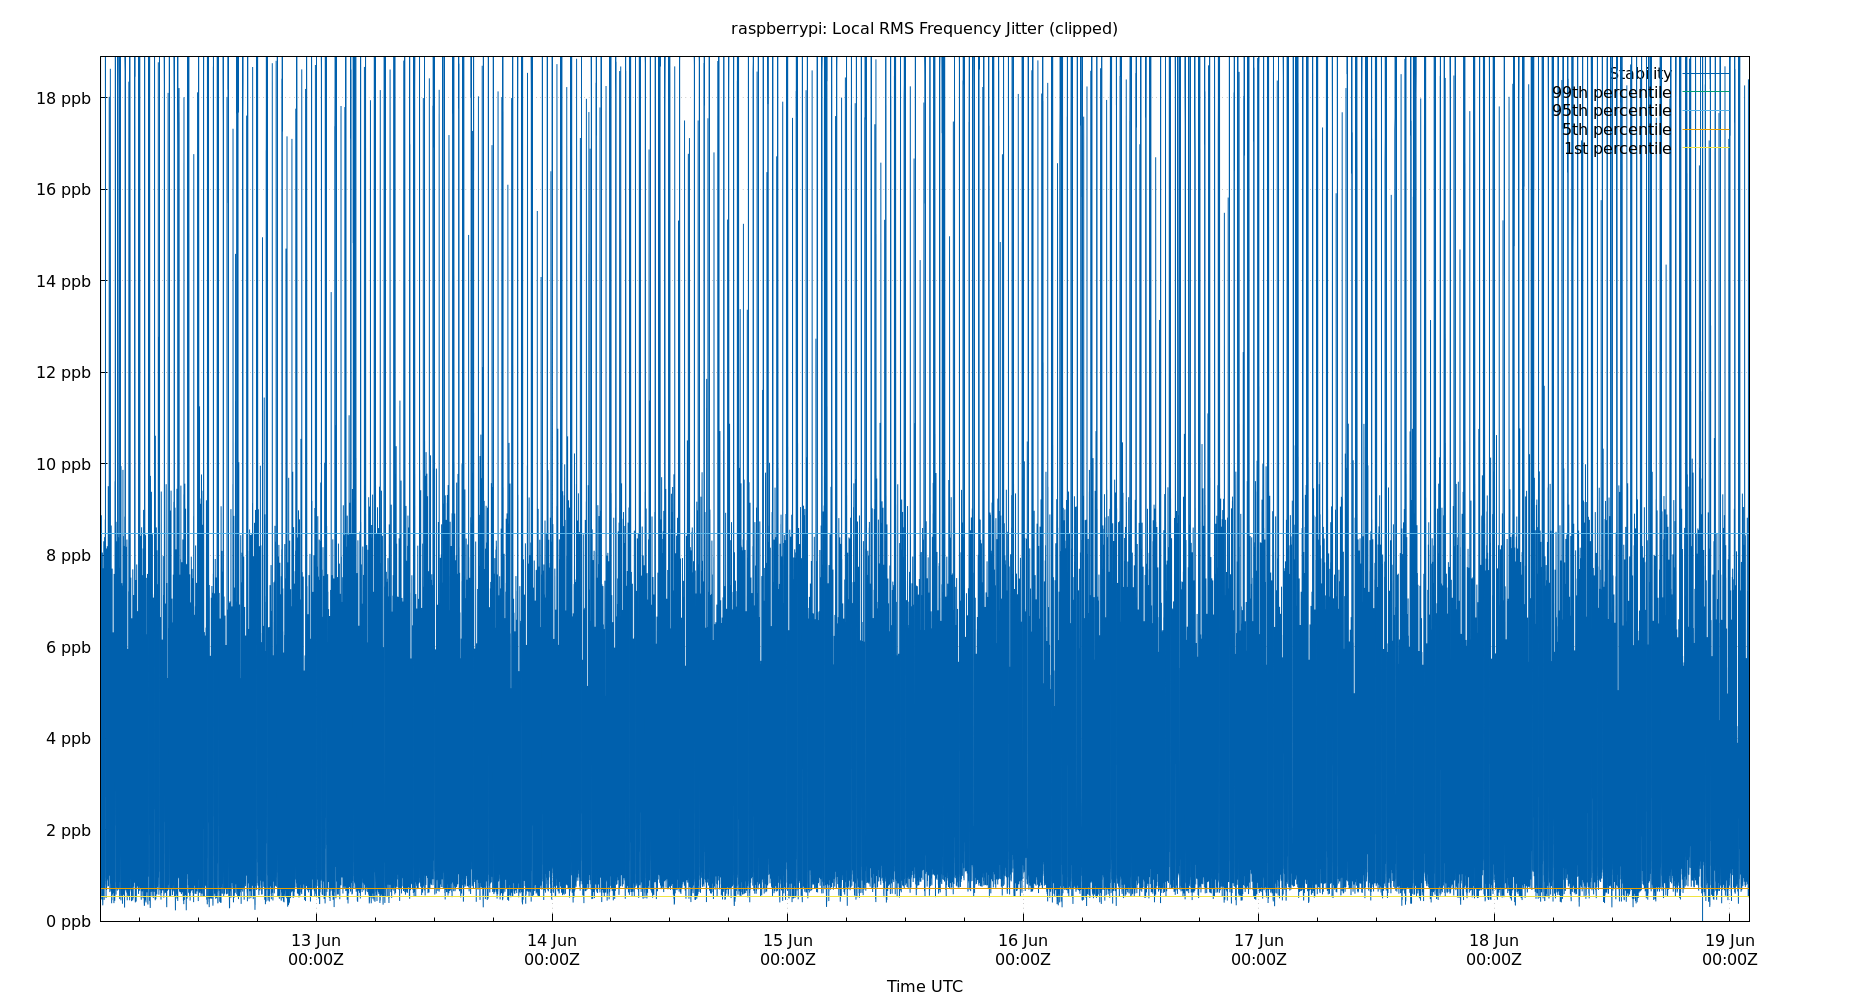 raspberrypi: Local RMS Frequency Jitter (clipped)
Stability
99th percentile
95th percentile
5th percentile
1st percentile
18 ppb
16 ppb
14 ppb
12 ppb
10 ppb
8 ppb
6 ppb
4 ppb
2 ppb
0 ppb
13 Jun 14 Jun 15 Jun 16 Jun 17 Jun 18 Jun 19 Jun
00:00Z 00:00Z 00:00Z 00:00Z 00:00Z 00:00Z 00:00Z
Time UTC